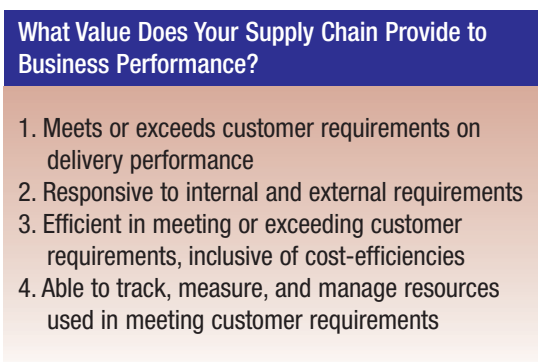 What Value Does Your Supply Chain Provide to
Business Performance?
1. Meets or exceeds customer requirements on
delivery performance
2. Responsive to internal and external requirements
3. Efficient in meeting or exceeding customer
requirements, inclusive of cost-efficiencies
4. Able to track, measure, and manage resources
used in meeting customer requirements